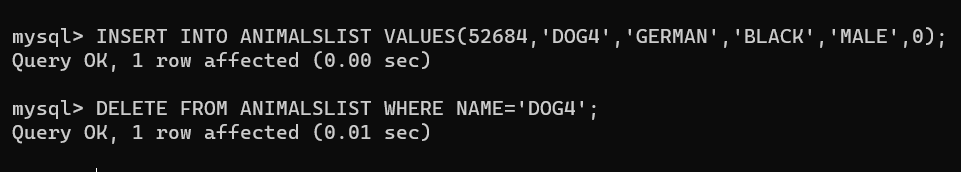 mysql> INSERT INTO ANIMALSLIST VALUES(52684,'DOG4','GERMAN','BLACK','MALE',0);
Query OK, 1 row affected (0.00 sec)
mysql> DELETE FROM ANIMALSLIST WHERE NAME='DOG4';
Query OK, 1 row affected (0.01 sec)